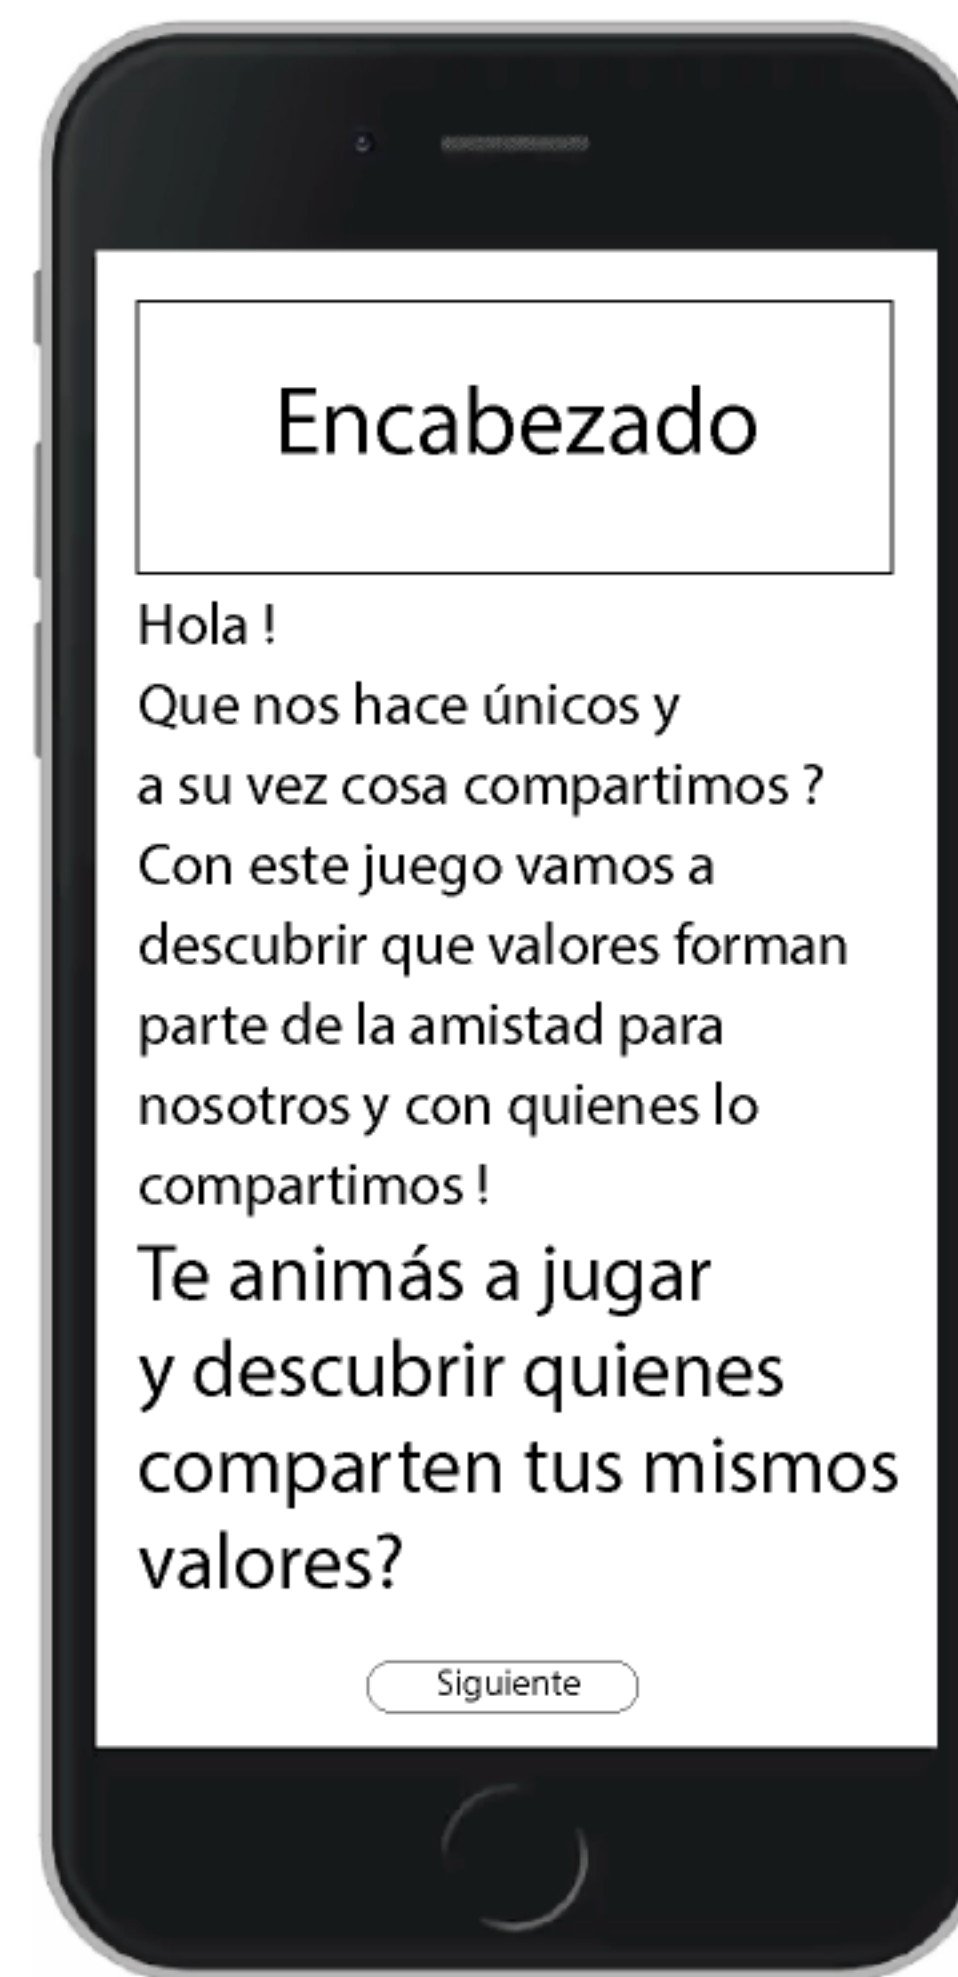 Encabezado
Hola !
Que nos hace únicos y
a su vez cosa compartimos ?
Con este juego vamos a
descubrir que valores forman
parte de la amistad para
nosotros y con quienes lo
compartimos !
Te animás a jugar
y descubrir quienes
comparten tus mismos
valores?
Siguiente